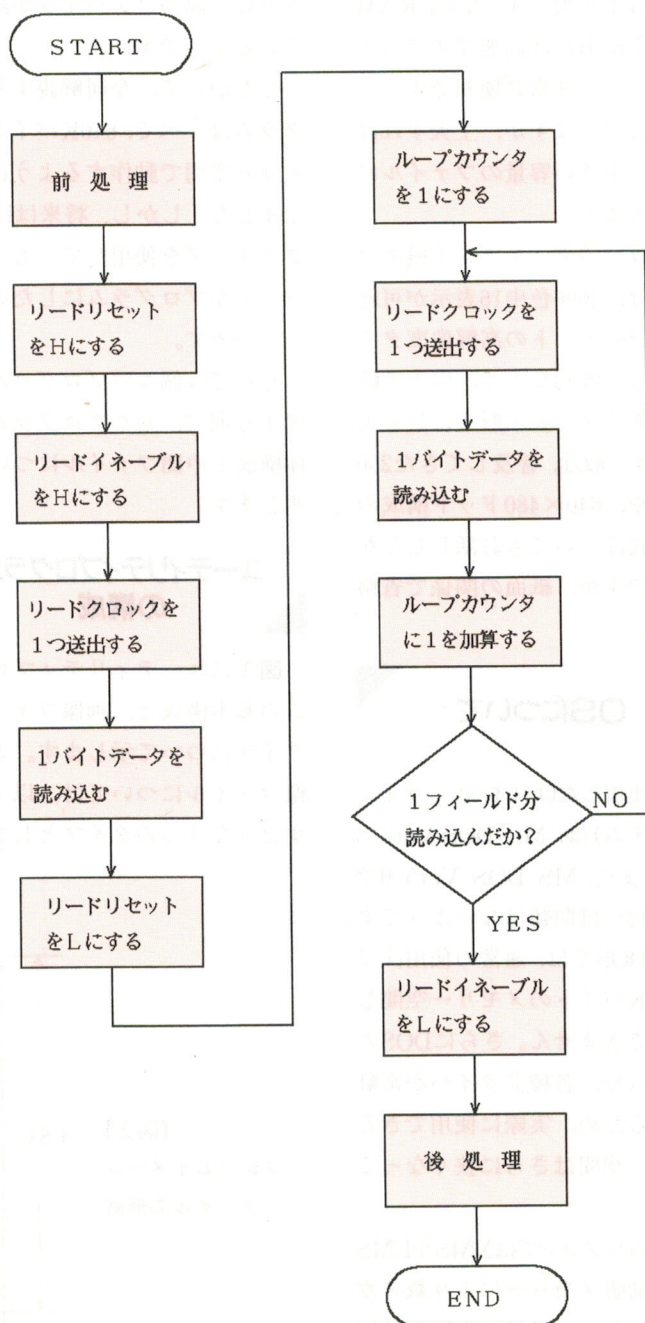 START
前処理
リードリセット
をHにする
リードイネーブル
をHにする
リードクロックを
1つ送出する
1バイトデータを
読み込む
リードリセット
をLにする
ループカウンタ
を1にする
リードクロックを
1つ送出する
1バイトデータを
読み込む
ループカウンタ
に1を加算する
1フィールド分
読み込んだか?
NO
YES
リードイネーブル
をLにする
後処理
END